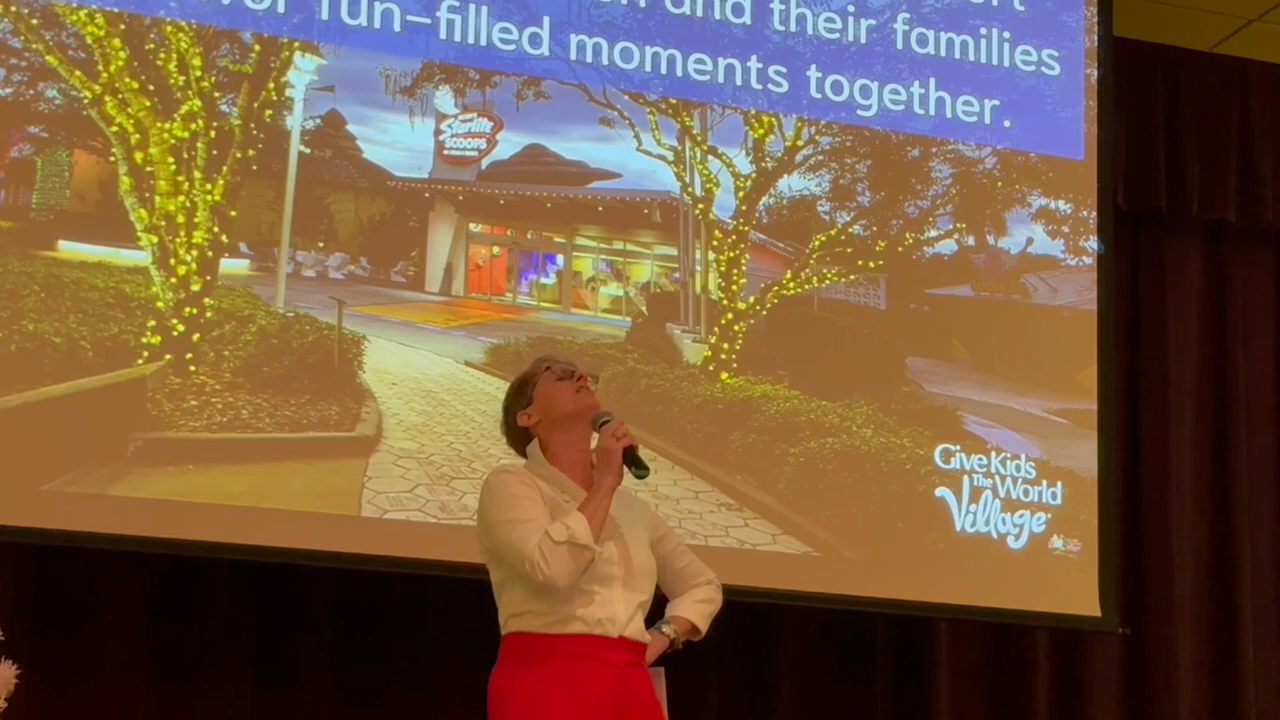 and their families
fun-filled moments together.
Starlite
SCOOPS
Give Kids
The World
Village